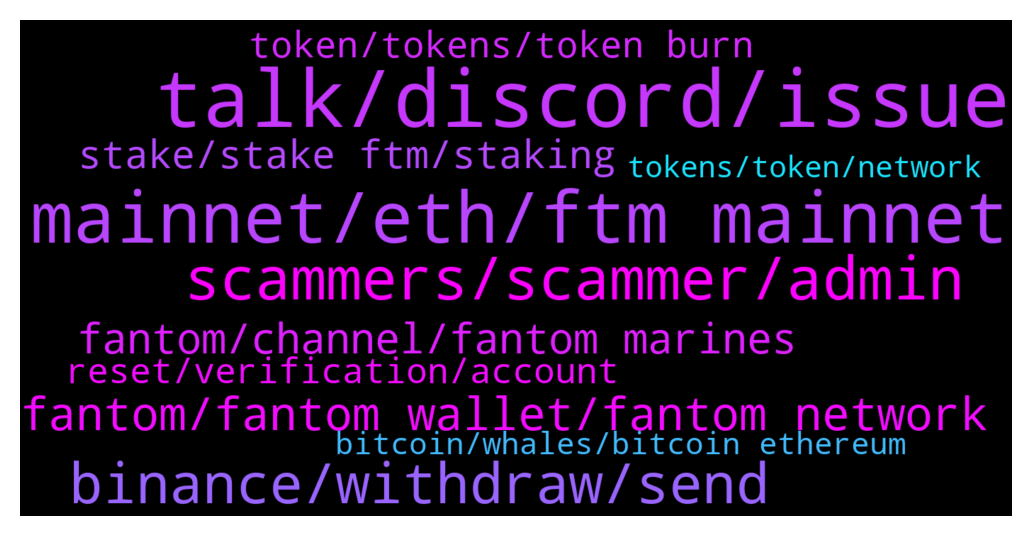 token/tokens/token burn
talk/discord/issue
stake/stake ftm/staking
tokens/token/network
mainnet/eth/ftm mainnet
scammers/scammer/admin
fantom/channel/fantom marines
reset/verification/account
fantom/fantom wallet/fantom network
bitcoin/whales/bitcoin ethereum
binance/withdraw/send